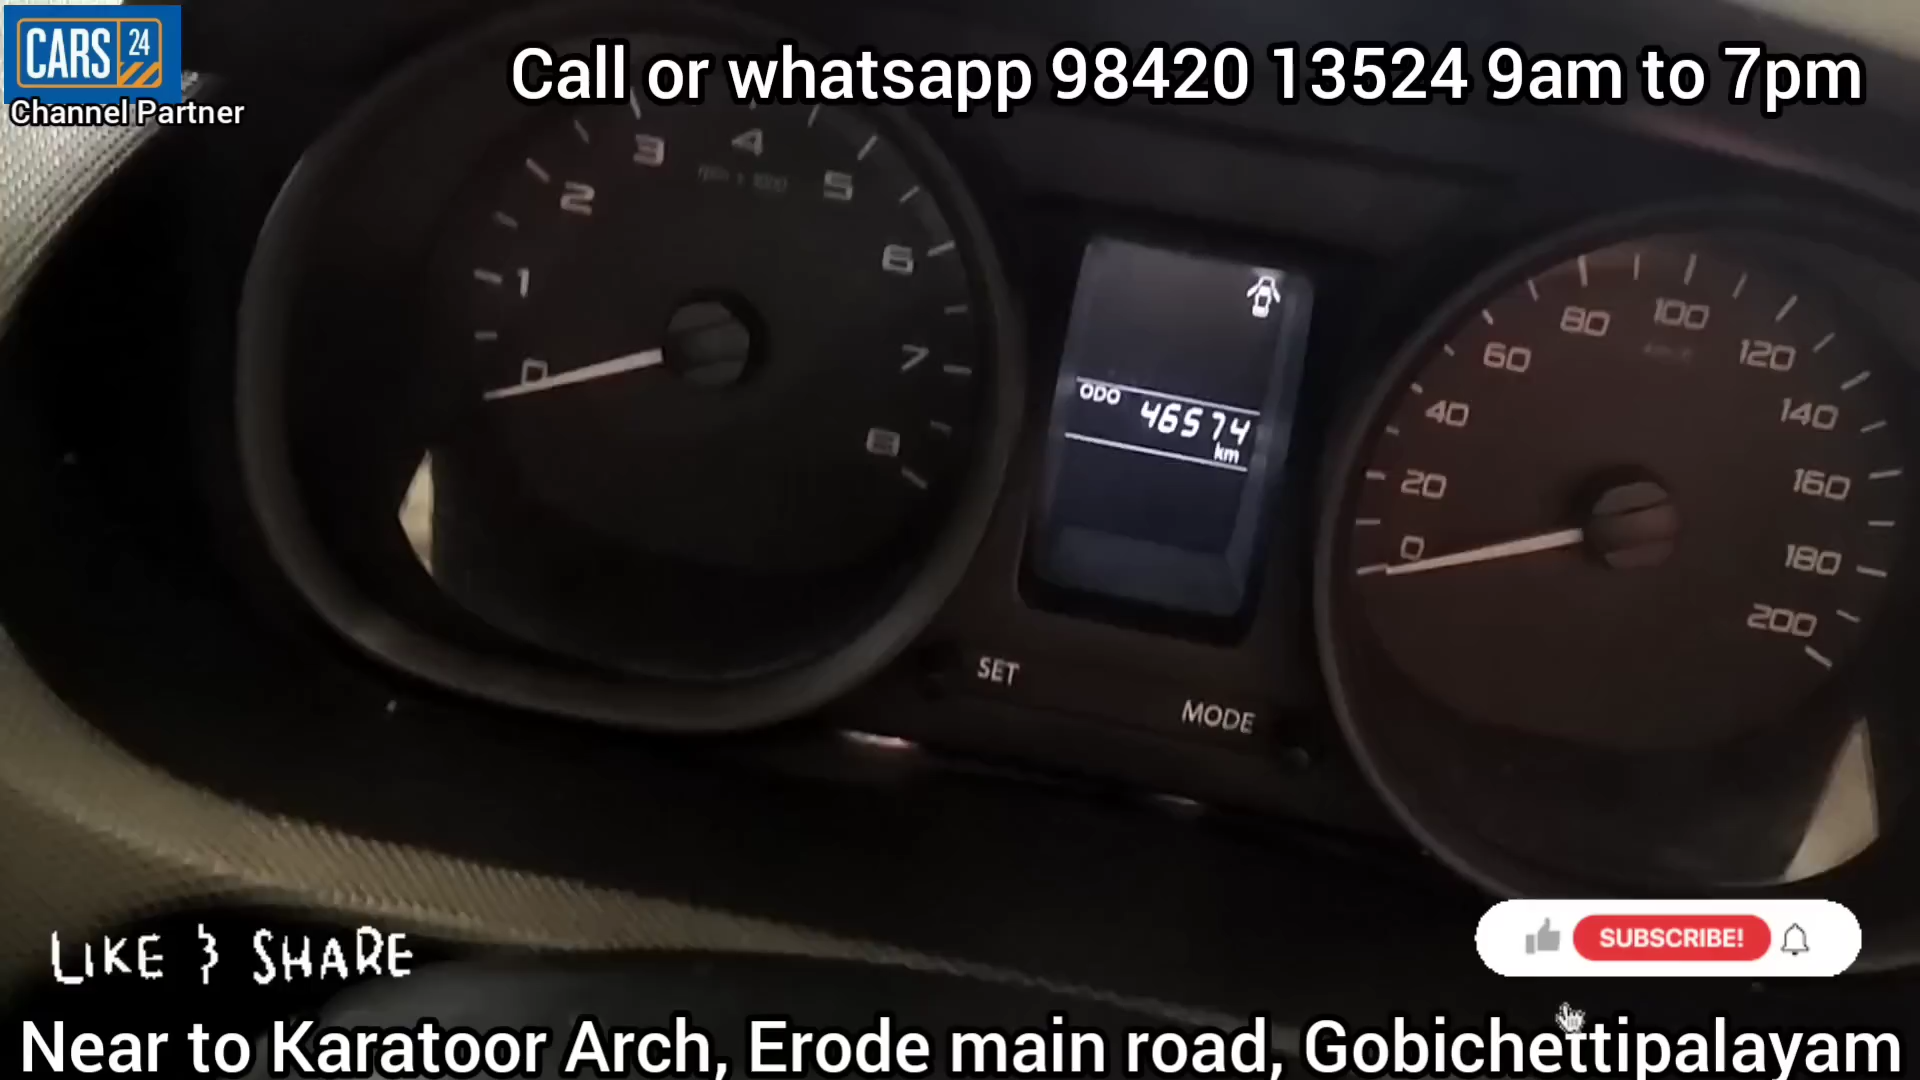 CARS 24
Channel Partner
Call or whatsapp 98420 13524 9am to 7pm
0
1
2
3
4
5
6
7
8
ODO 46574
km
SET
MODE
0
20
40
60
80
100
120
140
160
180
200
LIKE & SHARE
SUBSCRIBE!
Near to Karatoor Arch, Erode main road, Gobichettipalayam